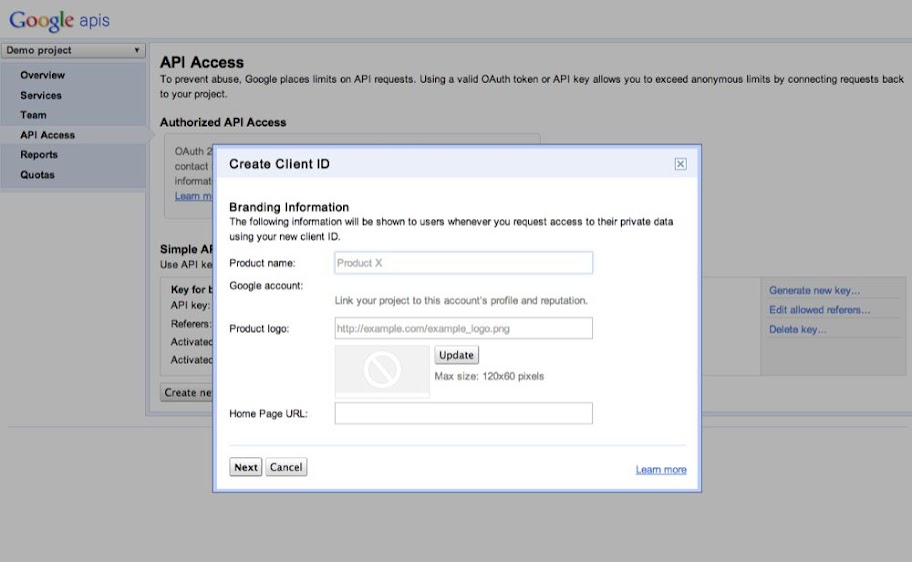 Google apis
Demo project
Overview
Services
Team
API Access
Reports
Quotas
API Access
To prevent abuse, Google places limits on API requests. Using a valid OAuth token or API key allows you to exceed anonymous limits by connecting requests back
to your project.
Authorized API Access
OAuth 2
contact
informat
Learn m
Simple AP
Use API ke
Key for b
API key:
Referers:
Activated
Activated
Create ne
Generate new key...
Edit allowed referers...
Delete key...
Create Client ID
Branding Information
The following information will be shown to users whenever you request access to their private data
using your new client ID.
Product name: Product X
Google account:
Link your project to this account's profile and reputation.
Product logo: http://example.com/example_logo.png
Update
Max size: 120x60 pixels
Home Page URL:
Next Cancel Learn more